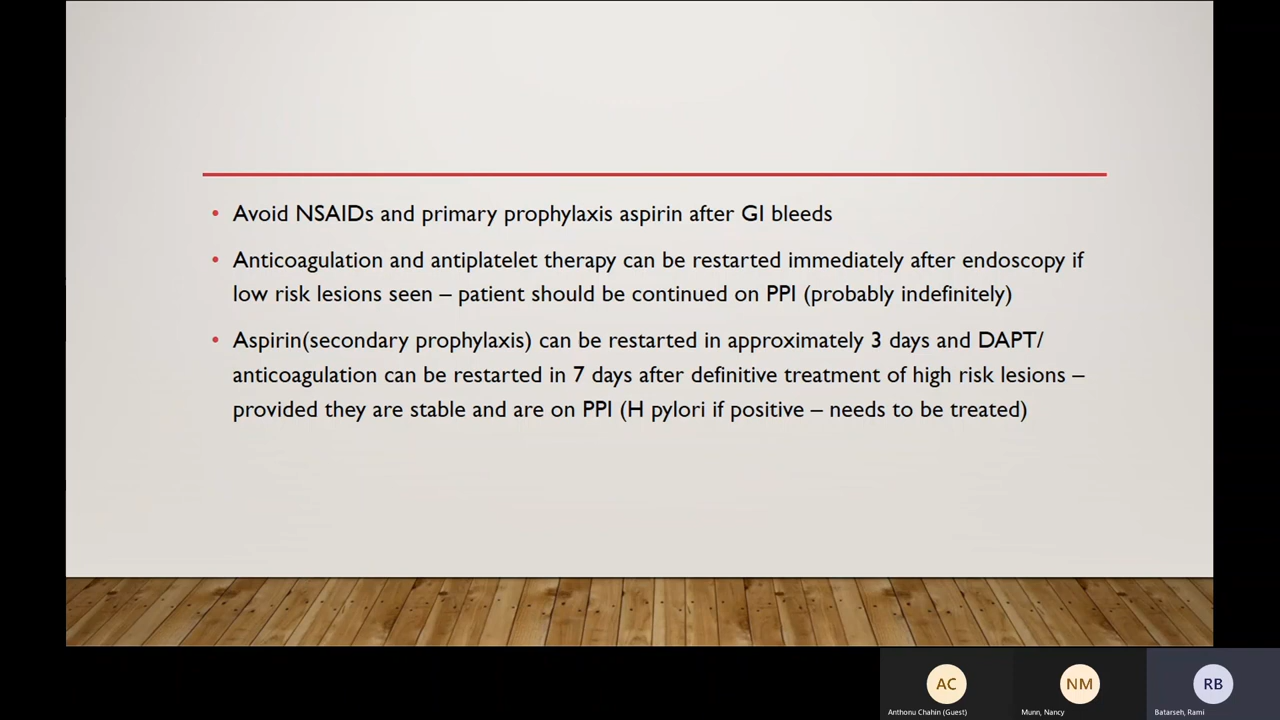 • Avoid NSAIDs and primary prophylaxis aspirin after GI bleeds
• Anticoagulation and antiplatelet therapy can be restarted immediately after endoscopy if
low risk lesions seen – patient should be continued on PPI (probably indefinitely)
• Aspirin(secondary prophylaxis) can be restarted in approximately 3 days and DAPT/
anticoagulation can be restarted in 7 days after definitive treatment of high risk lesions –
provided they are stable and are on PPI (H pylori if positive – needs to be treated)
AC
NM
RB
Anthonu Chahin (Guest)
Munn, Nancy
Batarseh, Rami